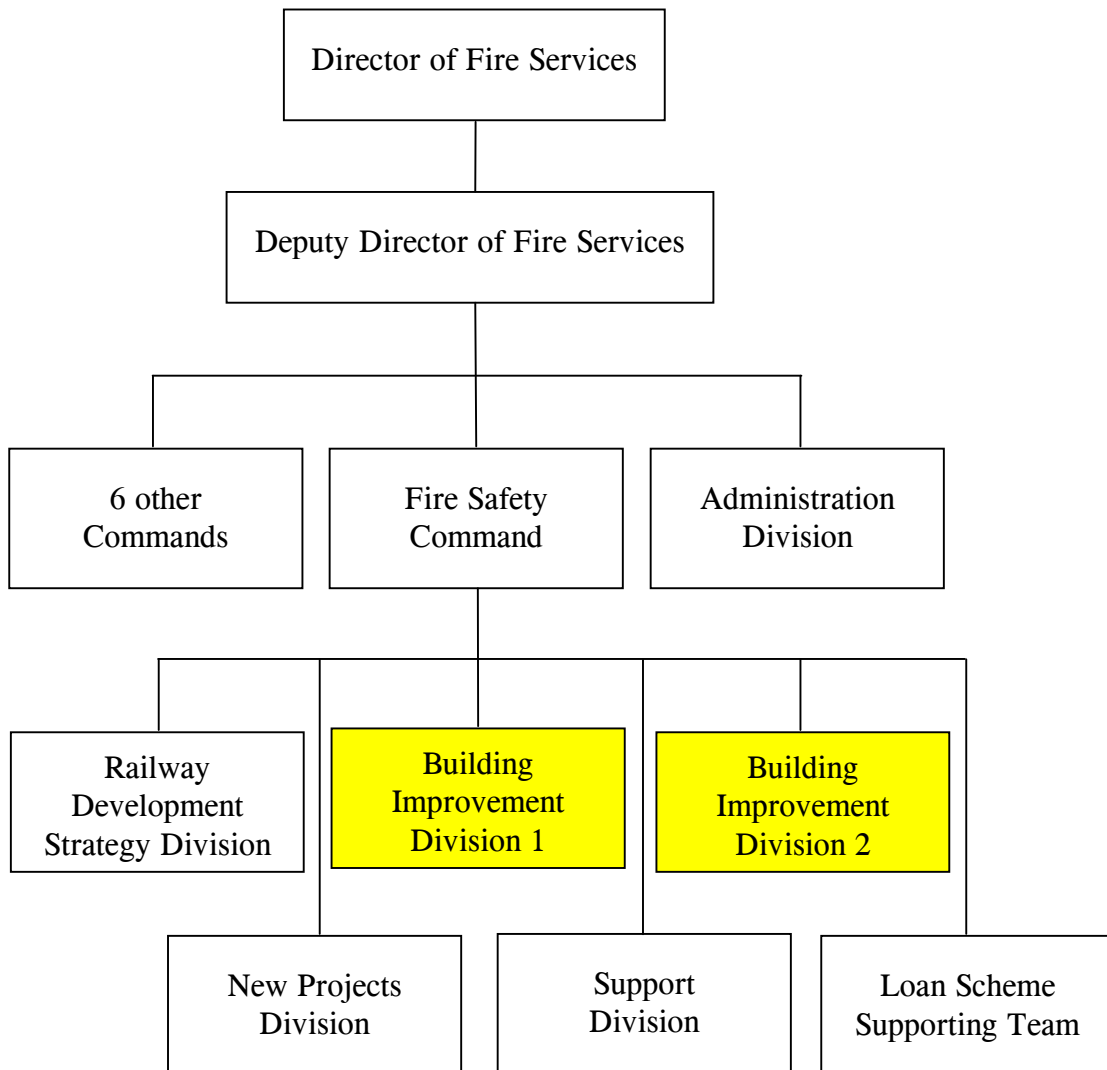 Director of Fire Services
Deputy Director of Fire Services
6 other
Commands
Fire Safety
Command
Administration
Division
Railway
Development
Strategy Division
Building
Improvement
Division 1
Building
Improvement
Division 2
New Projects
Division
Support
Division
Loan Scheme
Supporting Team